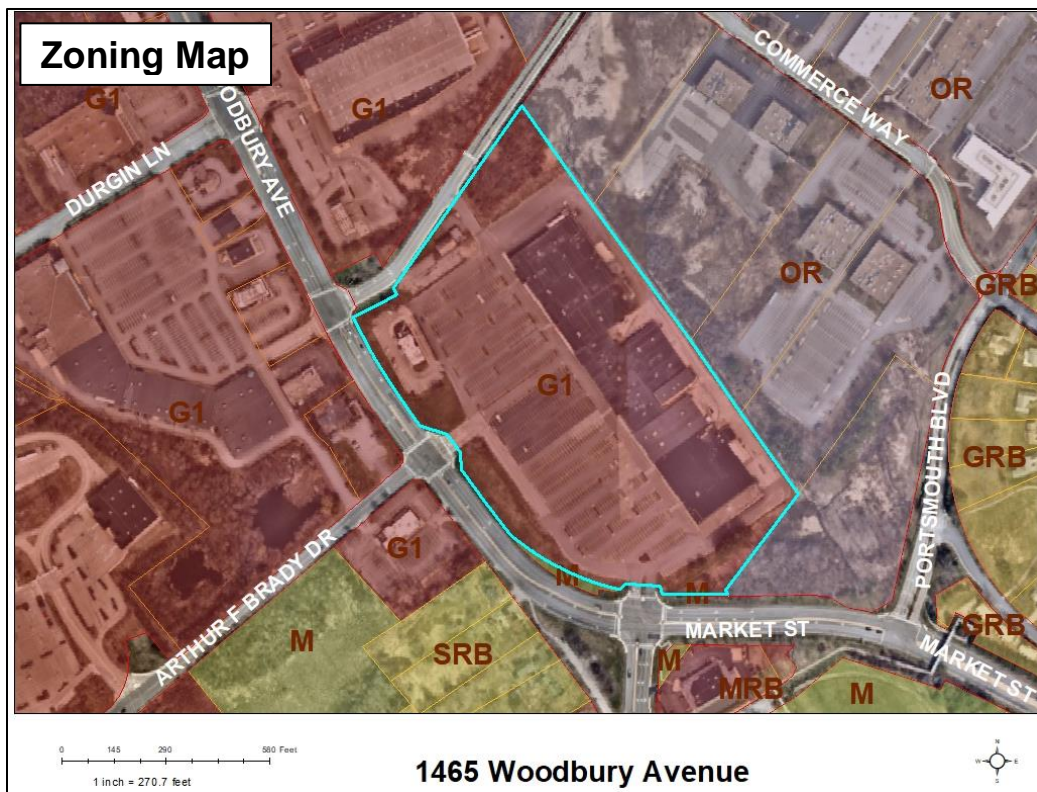 Zoning Map
G1
ODBURY AVE
G1
COMMERCE WAY
OR
DURGIN LN
OR
GRB
G1
G1
PORTSMOUTH BLVD
GRB
G1
ARTHUR F BRADY DR
M
M
MARKET ST
GRB
M
SRB
M
MRB
M
MARKET ST
0 145 290 580 Feet
1 inch = 270.7 feet
1465 Woodbury Avenue
N
W E
S